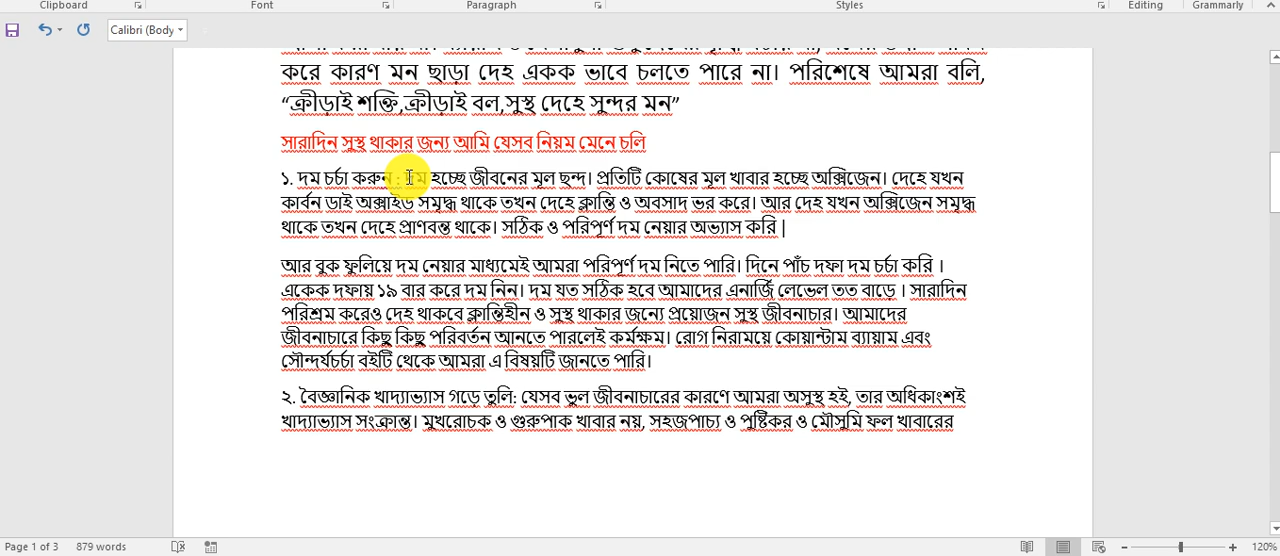 Clipboard Font Paragraph Styles Editing Grammarly
Calibri (Body
করে কারণ মন ছাড়া দেহ একক ভাবে চলতে পারে না। পরিশেষে আমরা বলি,
“ক্রীড়াই শক্তি,ক্রীড়াই বল,সুস্থ দেহে সুন্দর মন”
সারাদিন সুস্থ থাকার জন্য আমি যেসব নিয়ম মেনে চলি
১. দম চর্চা করুন : দম হচ্ছে জীবনের মূল ছন্দ। প্রতিটি কোষের মূল খাবার হচ্ছে অক্সিজেন। দেহে যখন
কার্বন ডাই অক্সাইড সমৃদ্ধ থাকে তখন দেহে ক্লান্তি ও অবসাদ ভর করে। আর দেহ যখন অক্সিজেন সমৃদ্ধ
থাকে তখন দেহে প্রাণবন্ত থাকে। সঠিক ও পরিপূর্ণ দম নেয়ার অভ্যাস করি
আর বুক ফুলিয়ে দম নেয়ার মাধ্যমেই আমরা পরিপূর্ণ দম নিতে পারি। দিনে পাঁচ দফা দম চর্চা করি ।
একেক দফায় ১৯ বার করে দম নিন। দম যত সঠিক হবে আমাদের এনার্জি লেভেল তত বাড়ে । সারাদিন
পরিশ্রম করেও দেহ থাকবে ক্লান্তিহীন ও সুস্থ থাকার জন্যে প্রয়োজন সুস্থ জীবনাচার। আমাদের
জীবনাচারে কিছু কিছু পরিবর্তন আনতে পারলেই কর্মক্ষম। রোগ নিরাময়ে কোয়ান্টাম ব্যায়াম এবং
সৌন্দর্যচর্চা বইটি থেকে আমরা এ বিষয়টি জানতে পারি।
২. বৈজ্ঞানিক খাদ্যাভ্যাস গড়ে তুলি: যেসব ভুল জীবনাচারের কারণে আমরা অসুস্থ হই, তার অধিকাংশই
খাদ্যাভ্যাস সংক্রান্ত। মুখরোচক ও গুরুপাক খাবার নয়, সহজপাচ্য ও পুষ্টিকর ও মৌসুমি ফল খাবারের
Page 1 of 3 879 words 120%